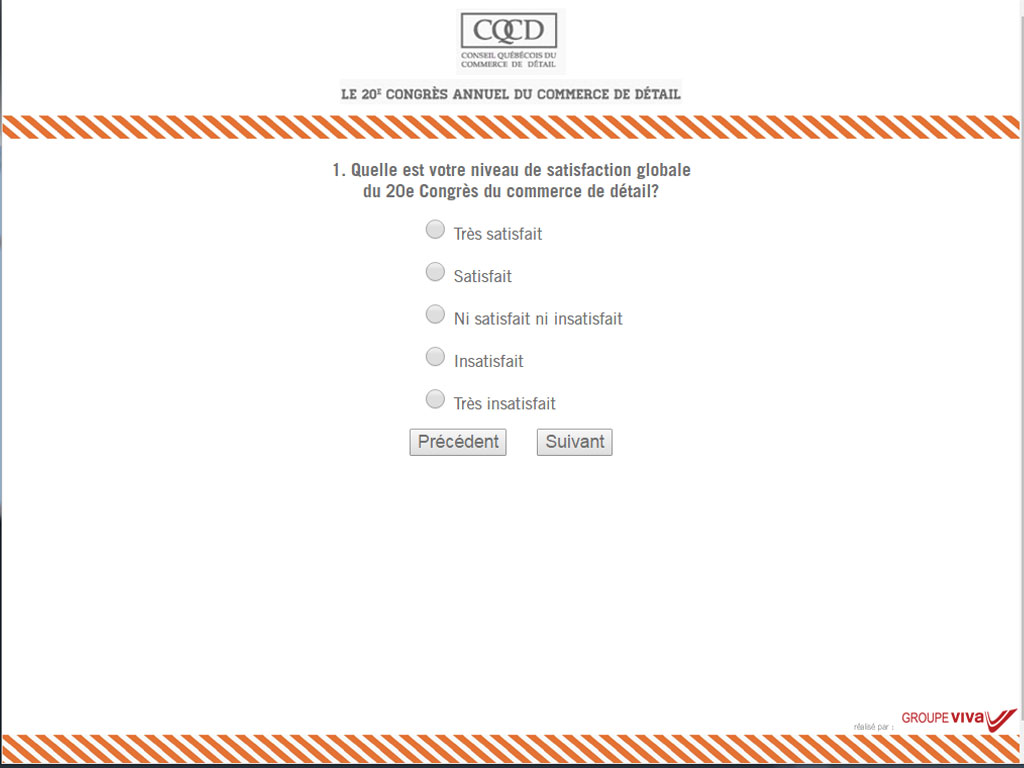 CQCD
CONSEIL QUÉBÉCOIS DU
COMMERCE DE DÉTAIL
LE 20E CONGRÈS ANNUEL DU COMMERCE DE DÉTAIL
1. Quelle est votre niveau de satisfaction globale
du 20e Congrès du commerce de détail?
Très satisfait
Satisfait
Ni satisfait ni insatisfait
Insatisfait
Très insatisfait
Précédent Suivant
réalisé par : GROUPE VIVA